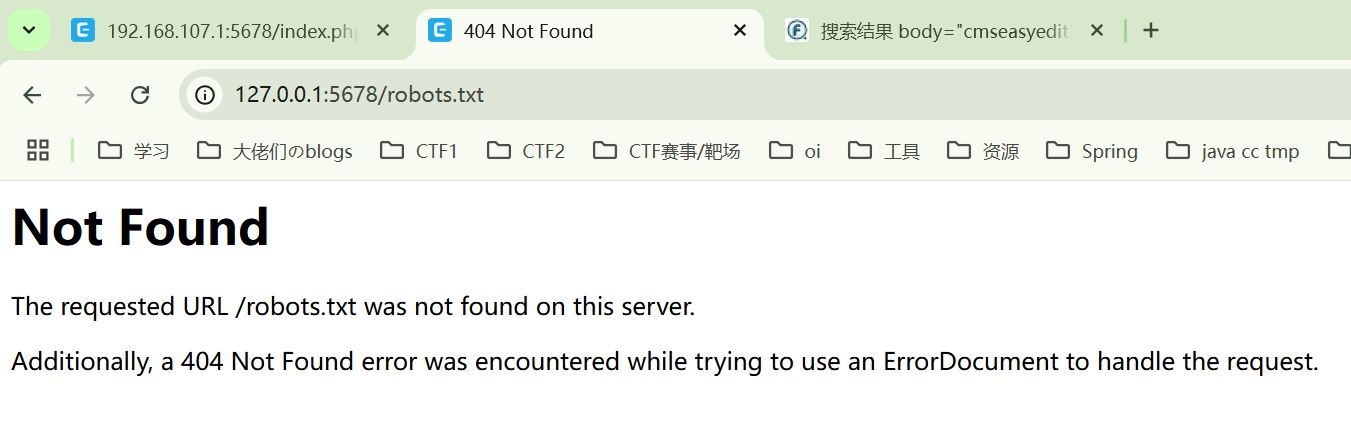 192.168.107.1:5678/index.ph
404 Not Found
搜索结果 body="cmseasyedit"
127.0.0.1:5678/robots.txt
学习 大佬们のblogs CTF1 CTF2 CTF赛事/靶场 oi 工具 资源 Spring java cc tmp
Not Found
The requested URL /robots.txt was not found on this server.
Additionally, a 404 Not Found error was encountered while trying to use an ErrorDocument to handle the request.